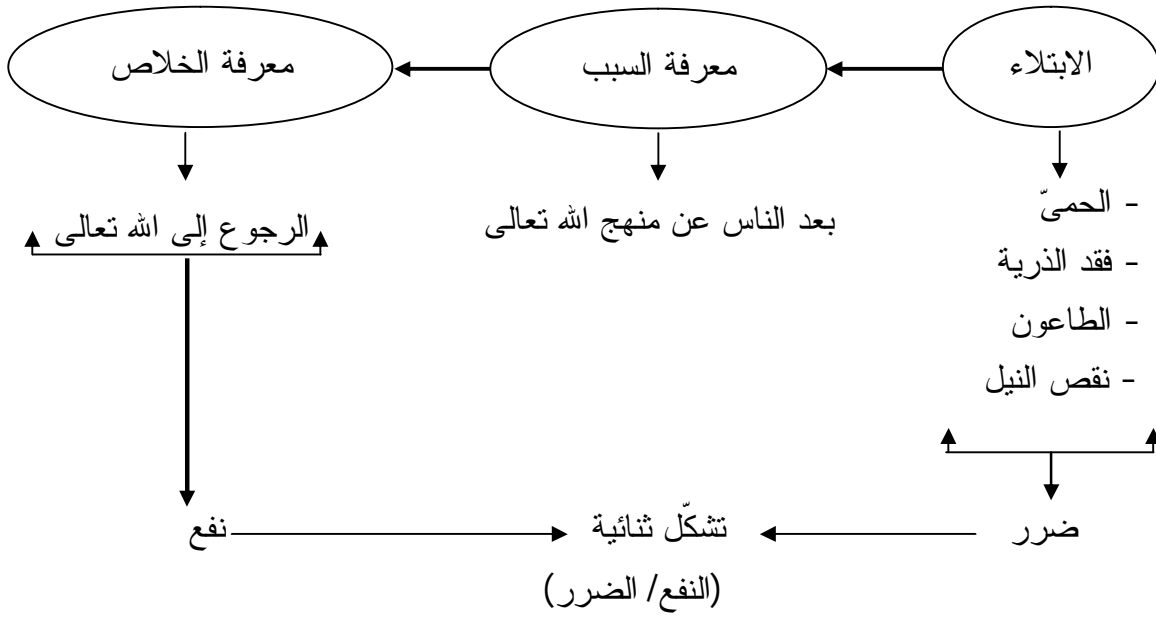 الابتلاء
معرفة السبب
معرفة الخلاص
- الحمىّ
- فقد الذرية
- الطاعون
- نقص النيل
بعد الناس عن منهج الله تعالى
الرجوع إلى الله تعالى
ضرر
تشكّل ثنائية
(النفع/ الضرر)
نفع